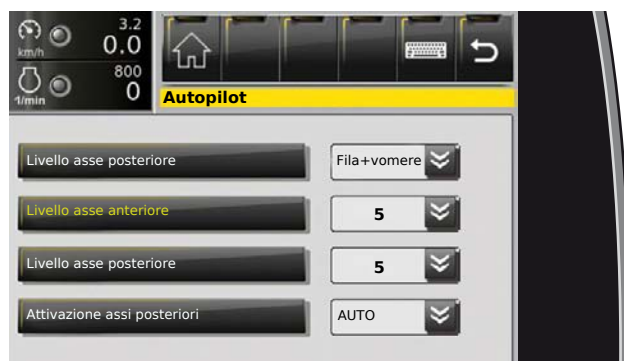 3.2
km/h 0.0
800
1/min 0
Autopilot
Livello asse posteriore Fila+vomere
Livello asse anteriore 5
Livello asse posteriore 5
Attivazione assi posteriori AUTO